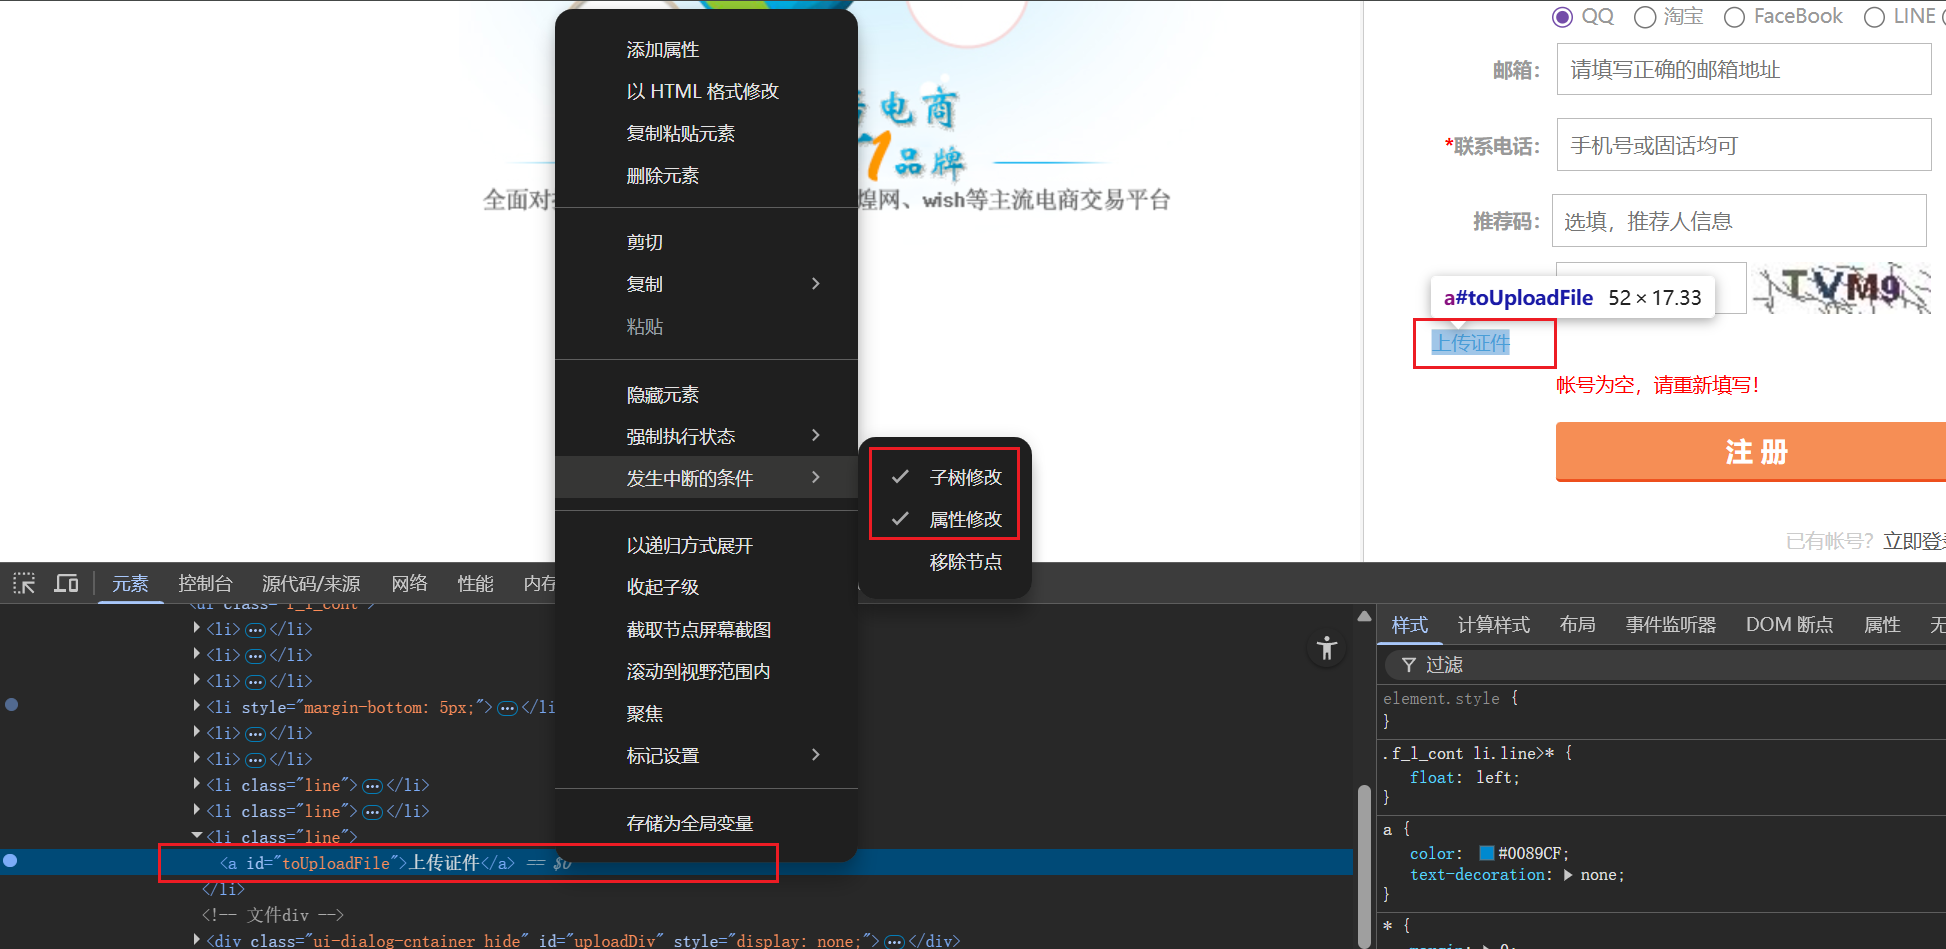 QQ 淘宝 FaceBook LINE
邮箱： 请填写正确的邮箱地址
*联系电话： 手机号或固话均可
推荐码： 选填，推荐人信息
TVM9
a#toUploadFile 52 × 17.33
上传证件
帐号为空，请重新填写！
注 册
已有帐号？ 立即登录
电商
1品牌
全面对
煌网、wish等主流电商交易平台
添加属性
以 HTML 格式修改
复制粘贴元素
删除元素
剪切
复制
粘贴
隐藏元素
强制执行状态
发生中断的条件
以递归方式展开
收起子级
截取节点屏幕截图
滚动到视野范围内
聚焦
标记设置
存储为全局变量
子树修改
属性修改
移除节点
元素 控制台 源代码/来源 网络 性能 内存
<ul class="f_l_cont">
<li>…</li>
<li>…</li>
<li>…</li>
<li style="margin-bottom: 5px;">…</li
<li>…</li>
<li>…</li>
<li class="line">…</li>
<li class="line">…</li>
<li class="line">
<a id="toUploadFile">上传证件</a> == $0
</li>
<!-- 文件div -->
<div class="ui-dialog-cntainer hide" id="uploadDiv" style="display: none;">…</div>
样式 计算样式 布局 事件监听器 DOM 断点 属性 无
过滤
element.style {
}
.f_l_cont li.line>* {
float: left;
}
a {
color: #0089CF;
text-decoration: none;
}
* {
margin: 0;